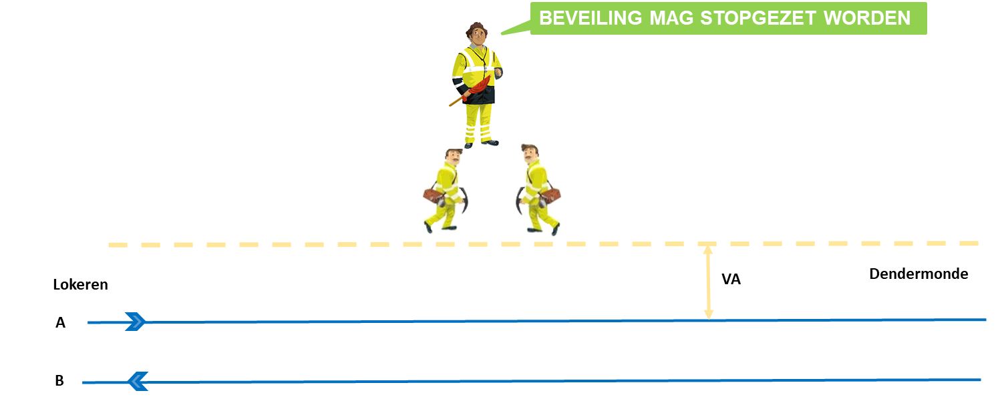 BEVEILING MAG STOPGEZET WORDEN
Dendermonde
VA
Lokeren
A
B